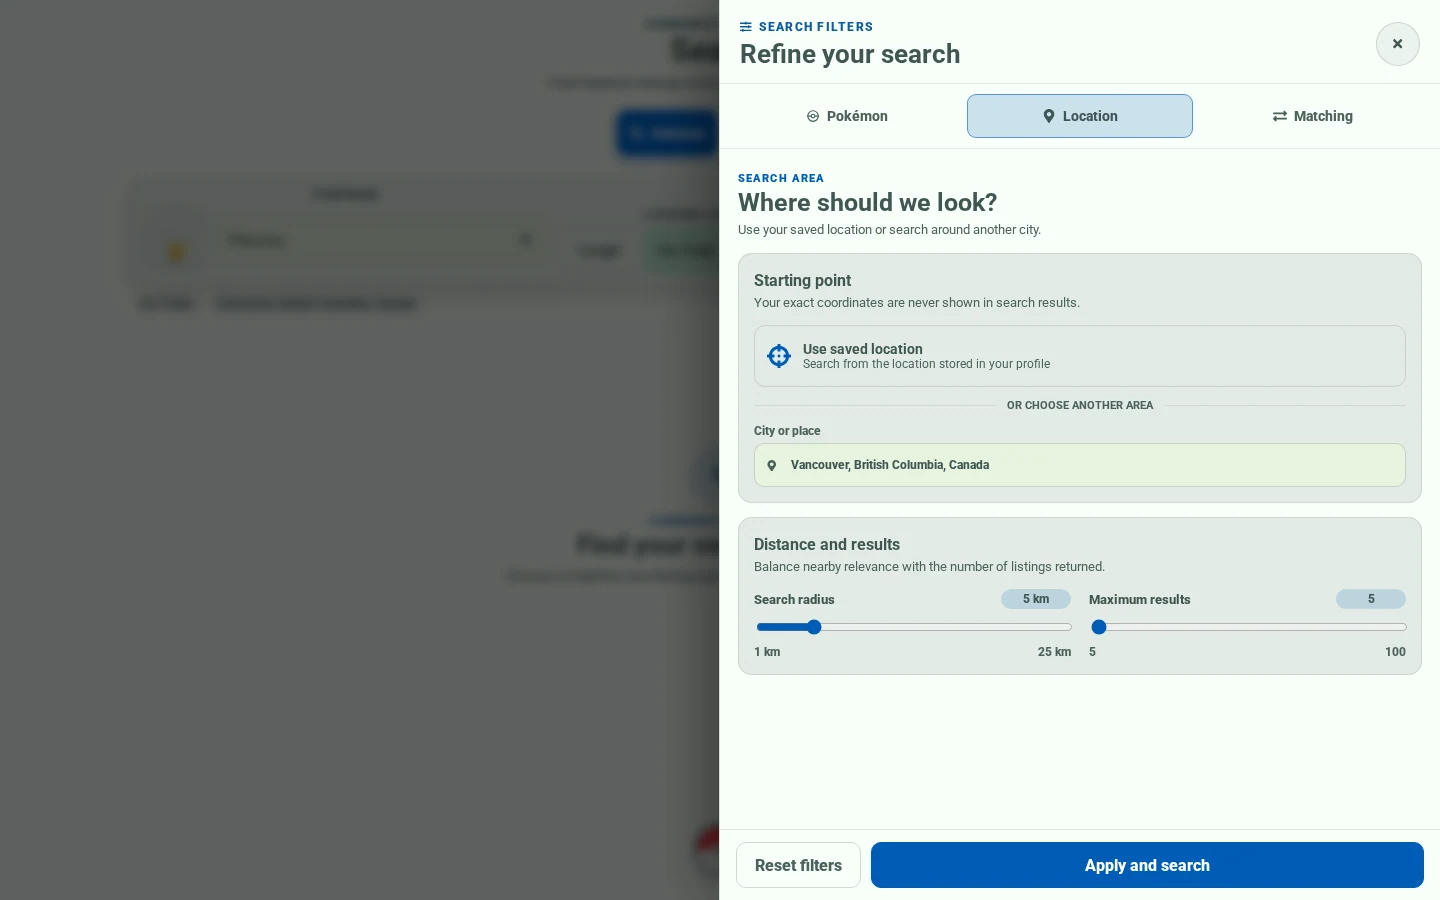 SEARCH FILTERS
Refine your search
Pokémon
Location
Matching
SEARCH AREA
Where should we look?
Use your saved location or search around another city.
Starting point
Your exact coordinates are never shown in search results.
Use saved location
Search from the location stored in your profile
OR CHOOSE ANOTHER AREA
City or place
Vancouver, British Columbia, Canada
Distance and results
Balance nearby relevance with the number of listings returned.
Search radius
5 km
Maximum results
5
1 km
25 km
5
100
Reset filters
Apply and search